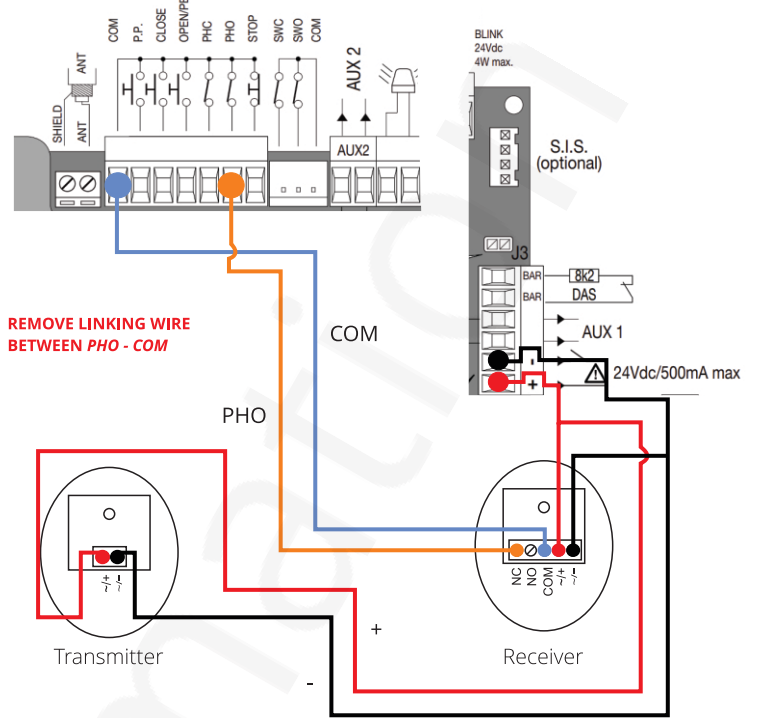 BLINK
24Vdc
4W max.
COM
P.P.
CLOSE
OPEN/PE
PHC
PHO
STOP
SWC
SWO
COM
AUX 2
ANT
SHIELD
ANT
AUX2
S.I.S.
(optional)
J3
BAR
8k2
BAR
DAS
AUX 1
-
+
24Vdc/500mA max
REMOVE LINKING WIRE
BETWEEN PHO - COM
COM
PHO
~/+
~/-
NC
NO
COM
~/+
~/-
Transmitter
Receiver
+
-